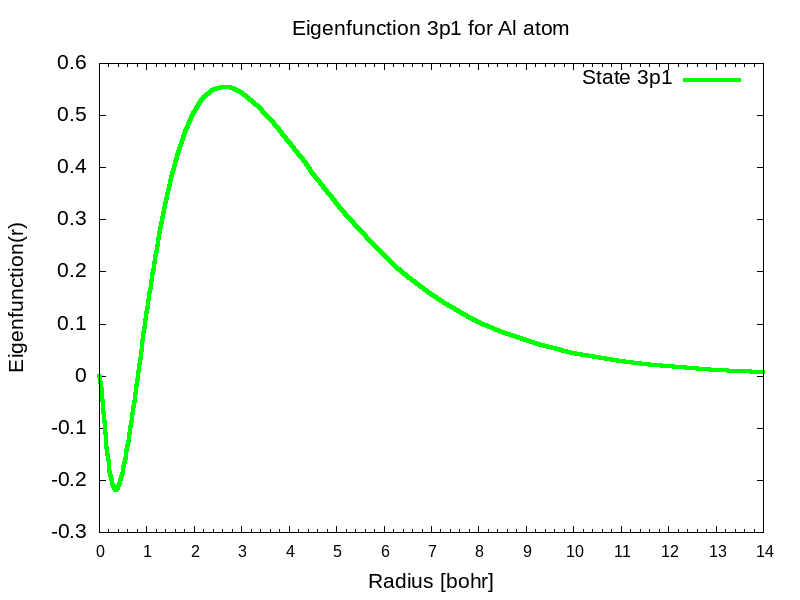 Eigenfunction 3p1 for Al atom
State 3p1
Eigenfunction(r)
0.6
0.5
0.4
0.3
0.2
0.1
0
-0.1
-0.2
-0.3
0 1 2 3 4 5 6 7 8 9 10 11 12 13 14
Radius [bohr]